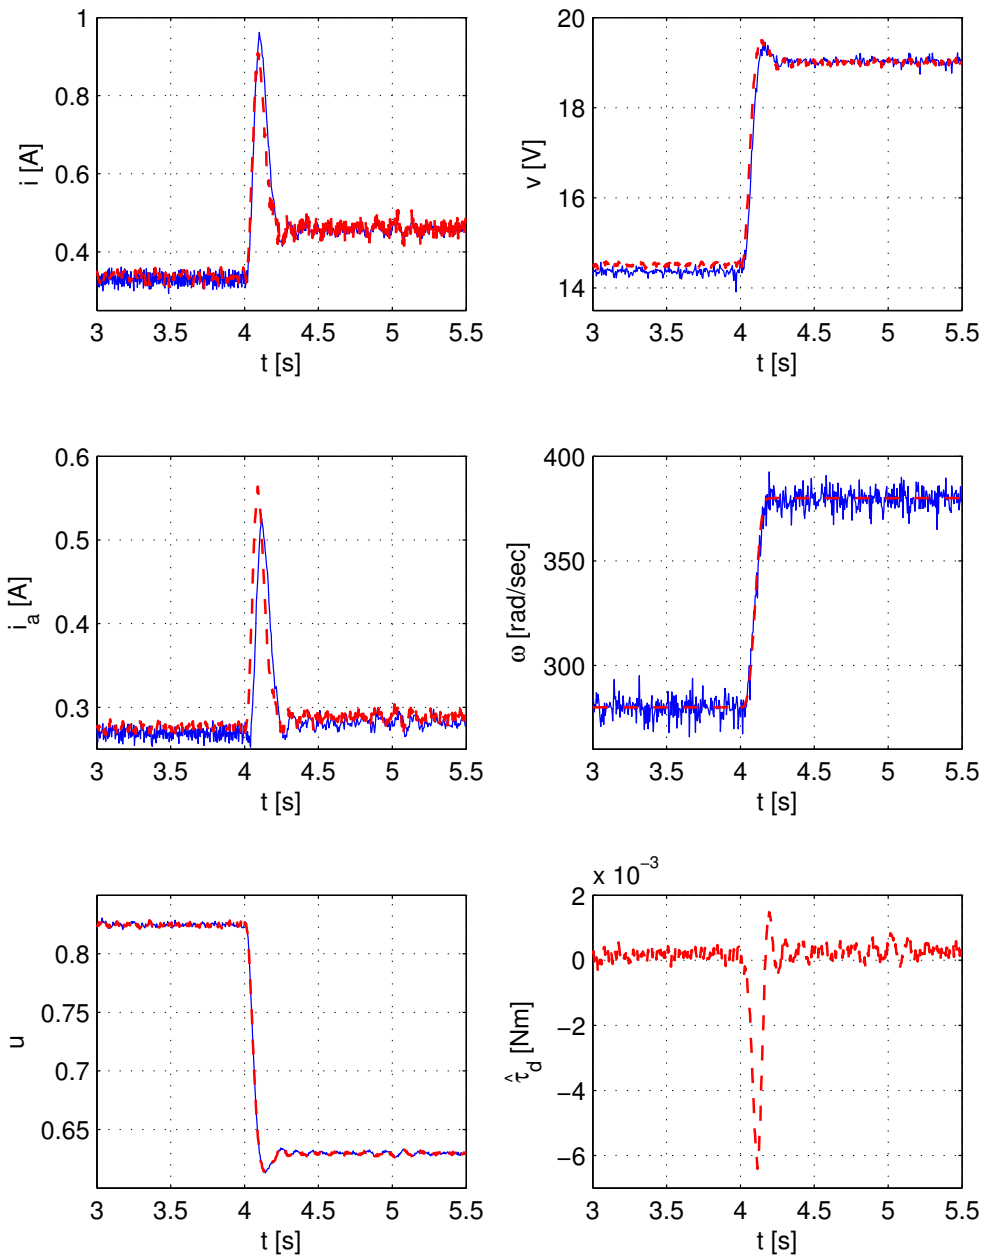 1
0.8
0.6
0.4
i [A]
3 3.5 4 4.5 5 5.5
t [s]
20
18
16
14
v [V]
3 3.5 4 4.5 5 5.5
t [s]
0.6
0.5
0.4
0.3
i_a [A]
3 3.5 4 4.5 5 5.5
t [s]
400
350
300
ω [rad/sec]
3 3.5 4 4.5 5 5.5
t [s]
0.8
0.75
0.7
0.65
u
3 3.5 4 4.5 5 5.5
t [s]
x 10⁻³
2
0
−2
−4
−6
τ̂_d [Nm]
3 3.5 4 4.5 5 5.5
t [s]